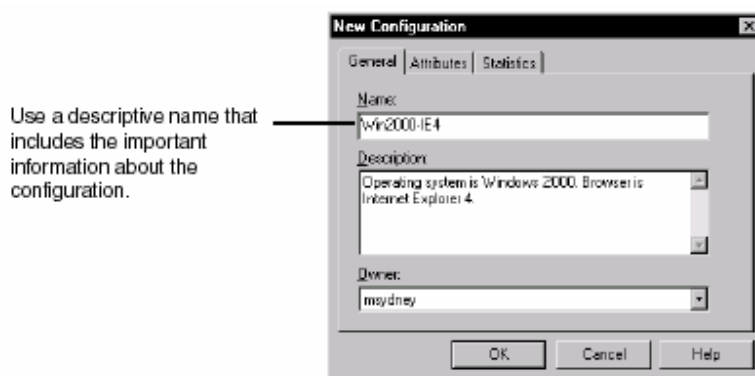 New Configuration
General Attributes Statistics
Use a descriptive name that
includes the important
information about the
configuration.
Name:
Win2000-IE4
Description:
Operating system is Windows 2000. Browser is
Internet Explorer 4.
Owner:
msydney
OK Cancel Help